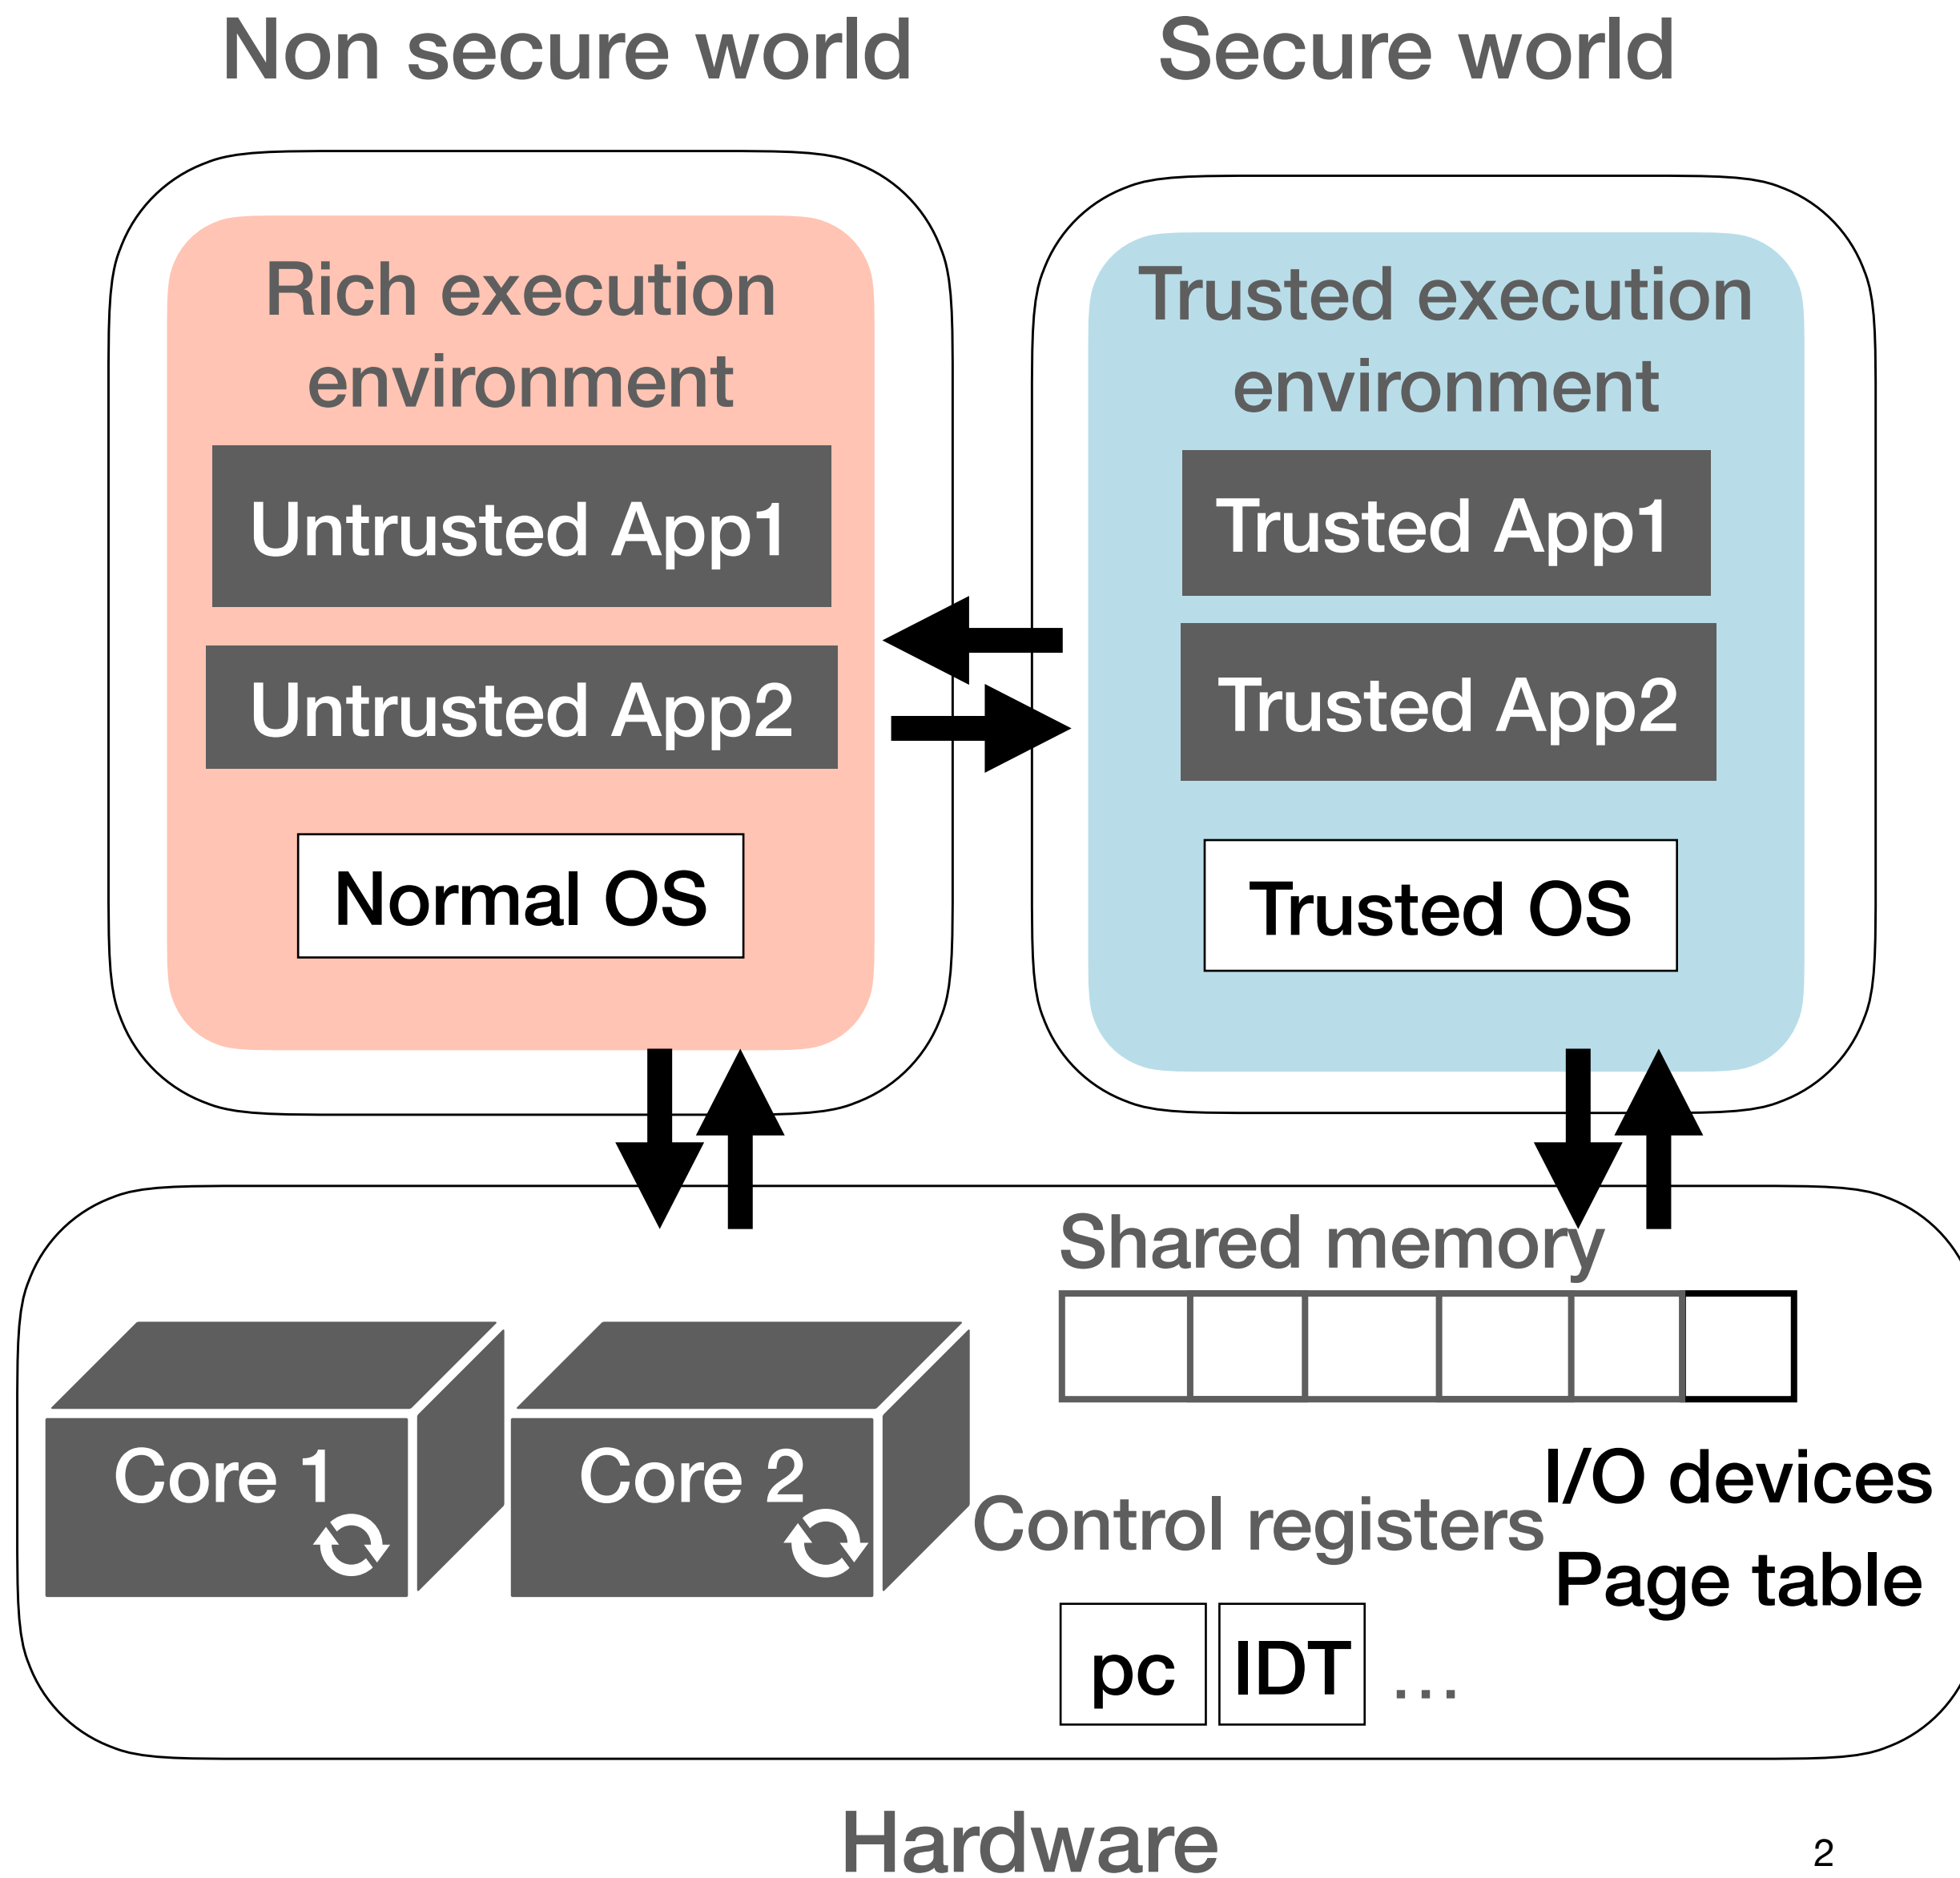 Non secure world
Secure world
Rich execution
environment
Untrusted App1
Untrusted App2
Normal OS
Trusted execution
environment
Trusted App1
Trusted App2
Trusted OS
Core 1
Core 2
Shared memory
I/O devices
Control registers
Page table
pc
IDT
...
Hardware
2